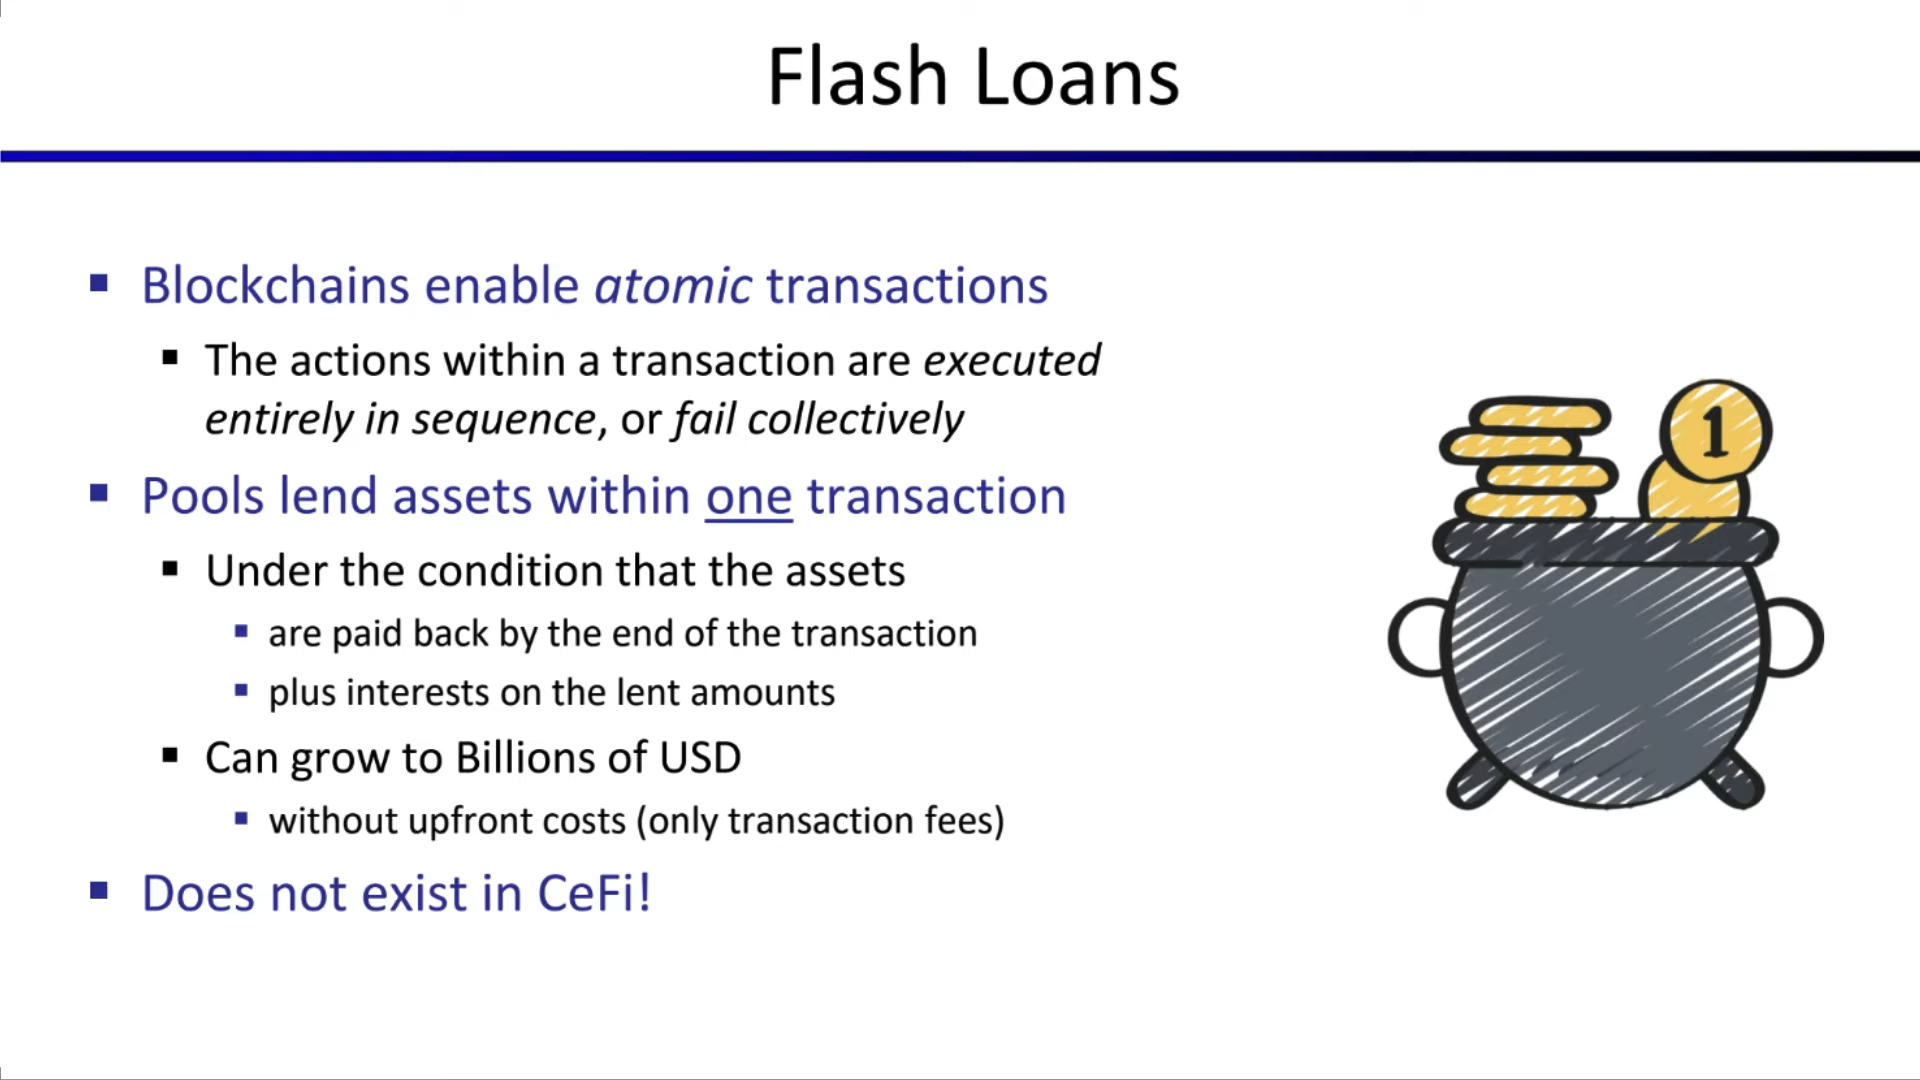 Flash Loans
Blockchains enable atomic transactions
The actions within a transaction are executed
entirely in sequence, or fail collectively
Pools lend assets within one transaction
Under the condition that the assets
are paid back by the end of the transaction
plus interests on the lent amounts
Can grow to Billions of USD
without upfront costs (only transaction fees)
Does not exist in CeFi!
1